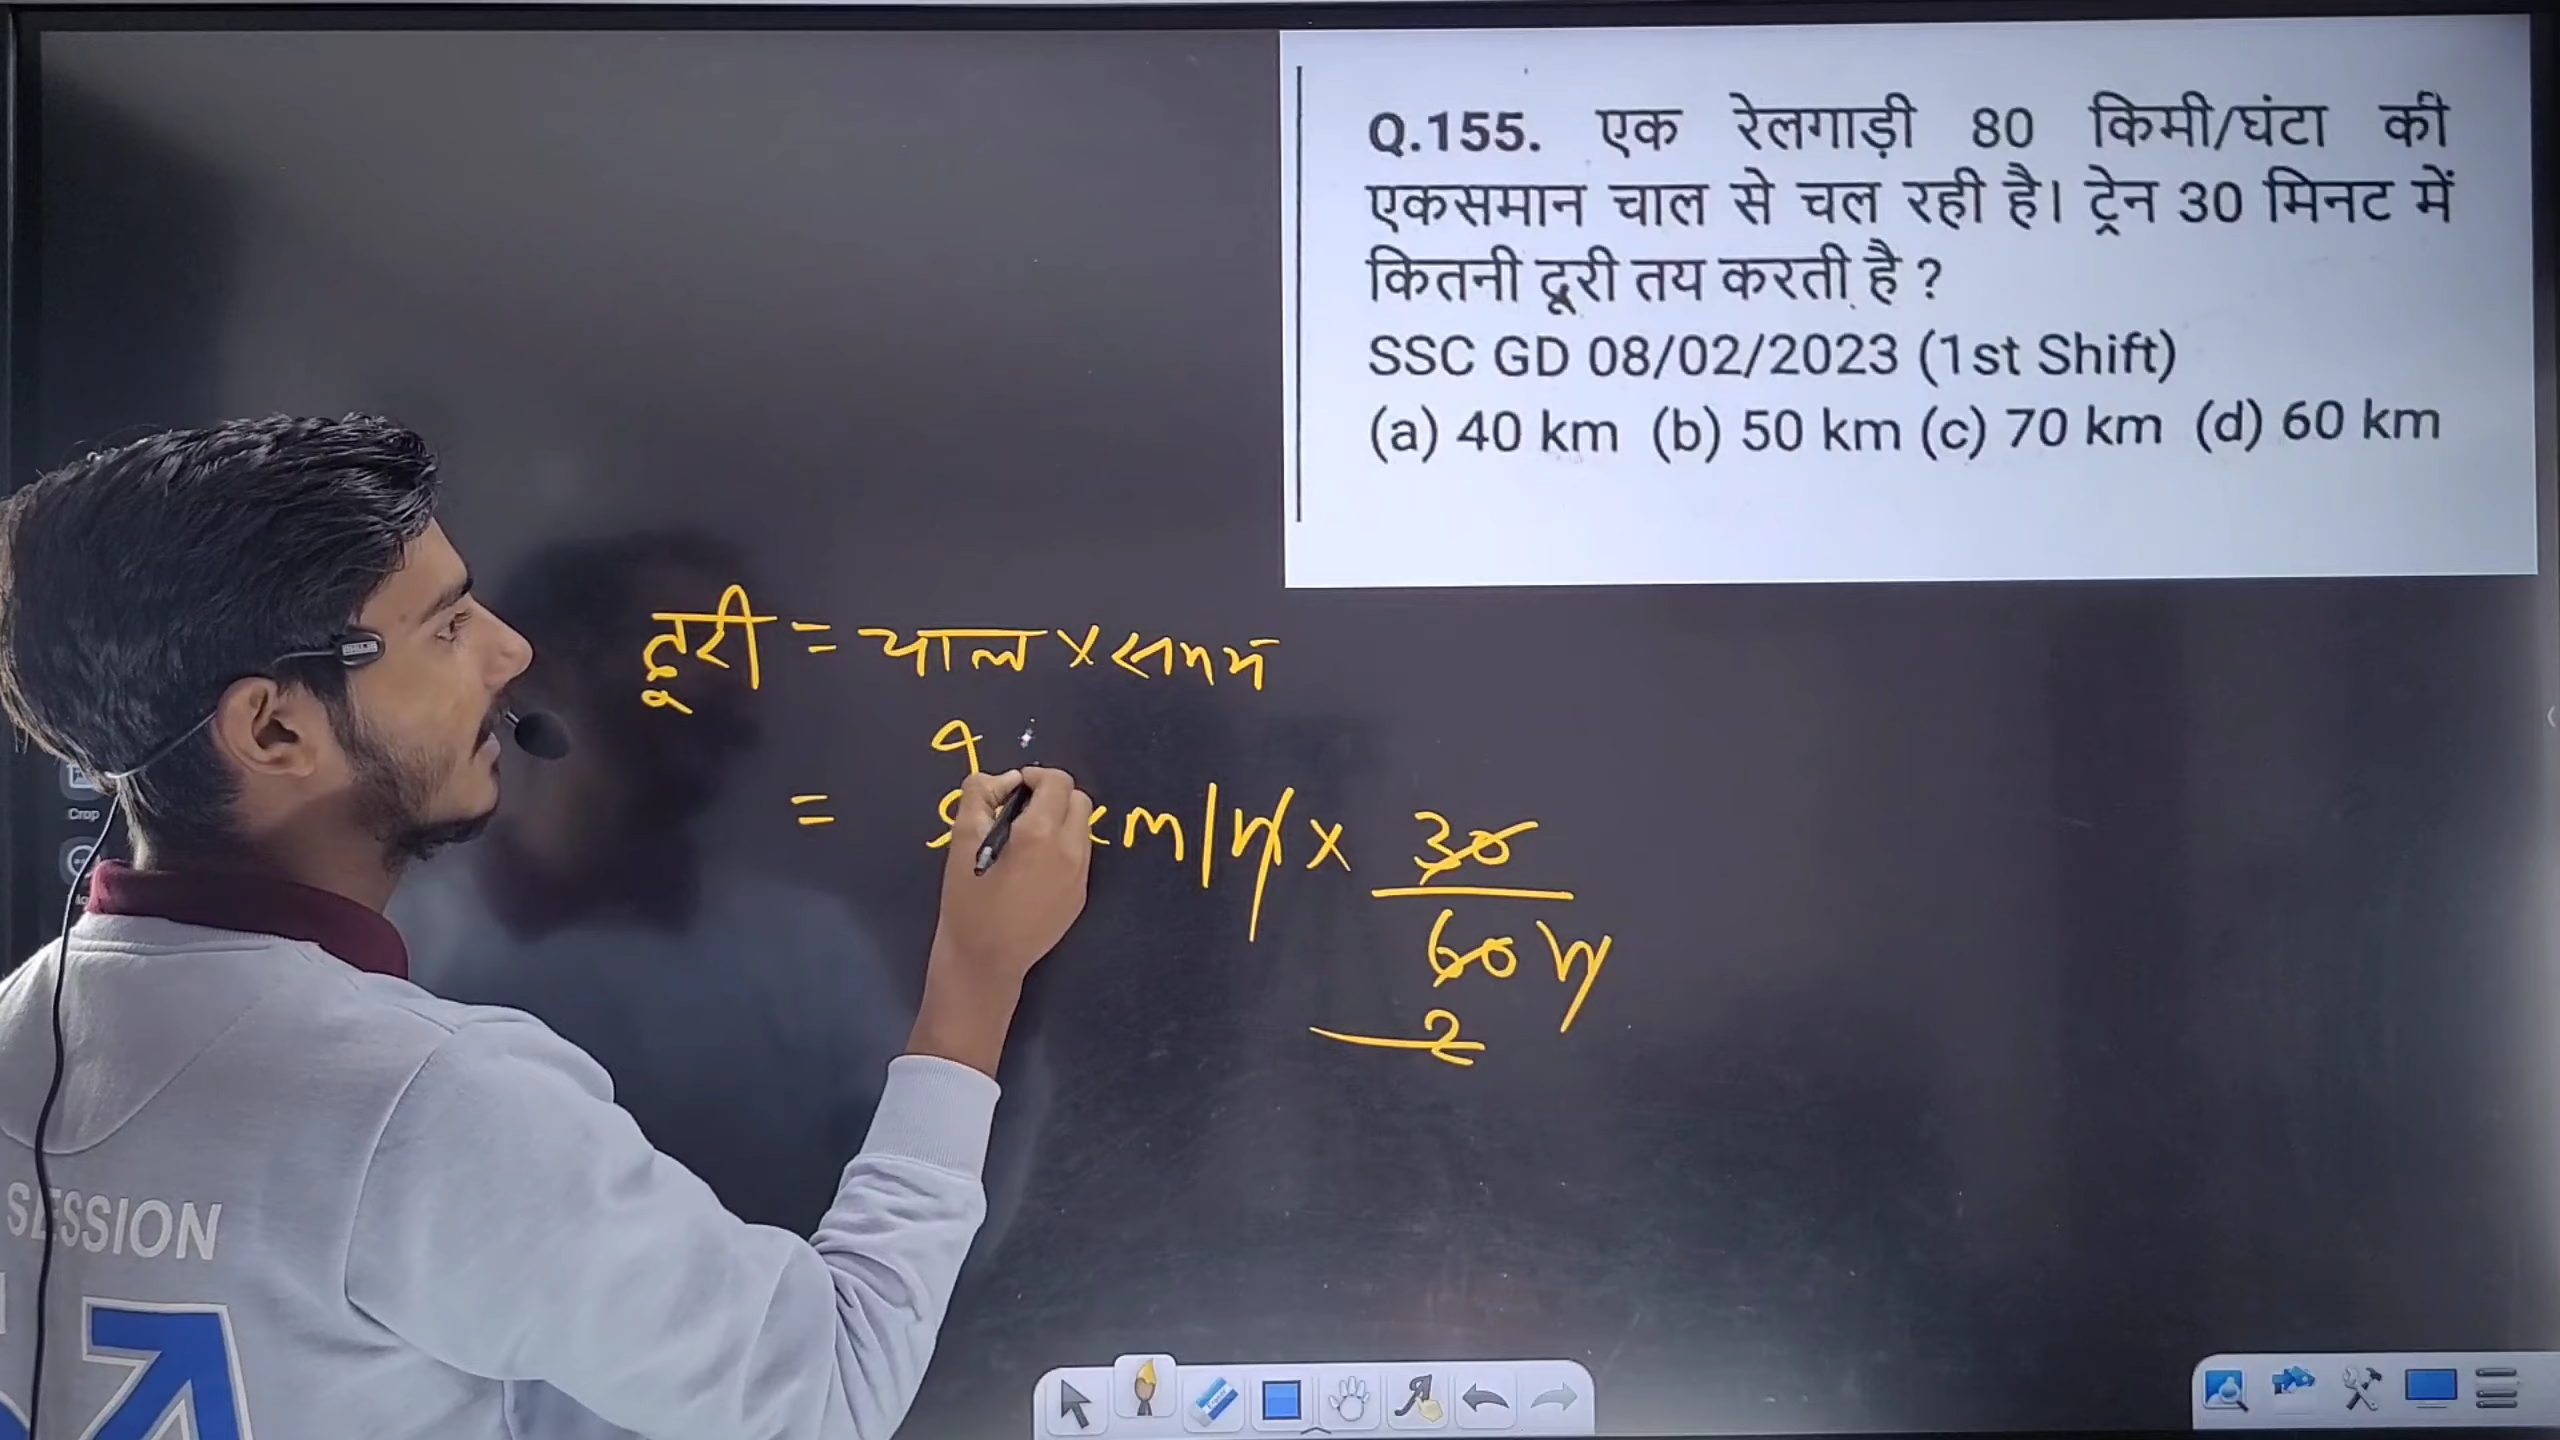 Q.155. एक रेलगाड़ी 80 किमी/घंटा की
एकसमान चाल से चल रही है। ट्रेन 30 मिनट में
कितनी दूरी तय करती है ?
SSC GD 08/02/2023 (1st Shift)
(a) 40 km (b) 50 km (c) 70 km (d) 60 km
दूरी = चाल × समय
= km/h × 30
60 h
2
Crop
SESSION